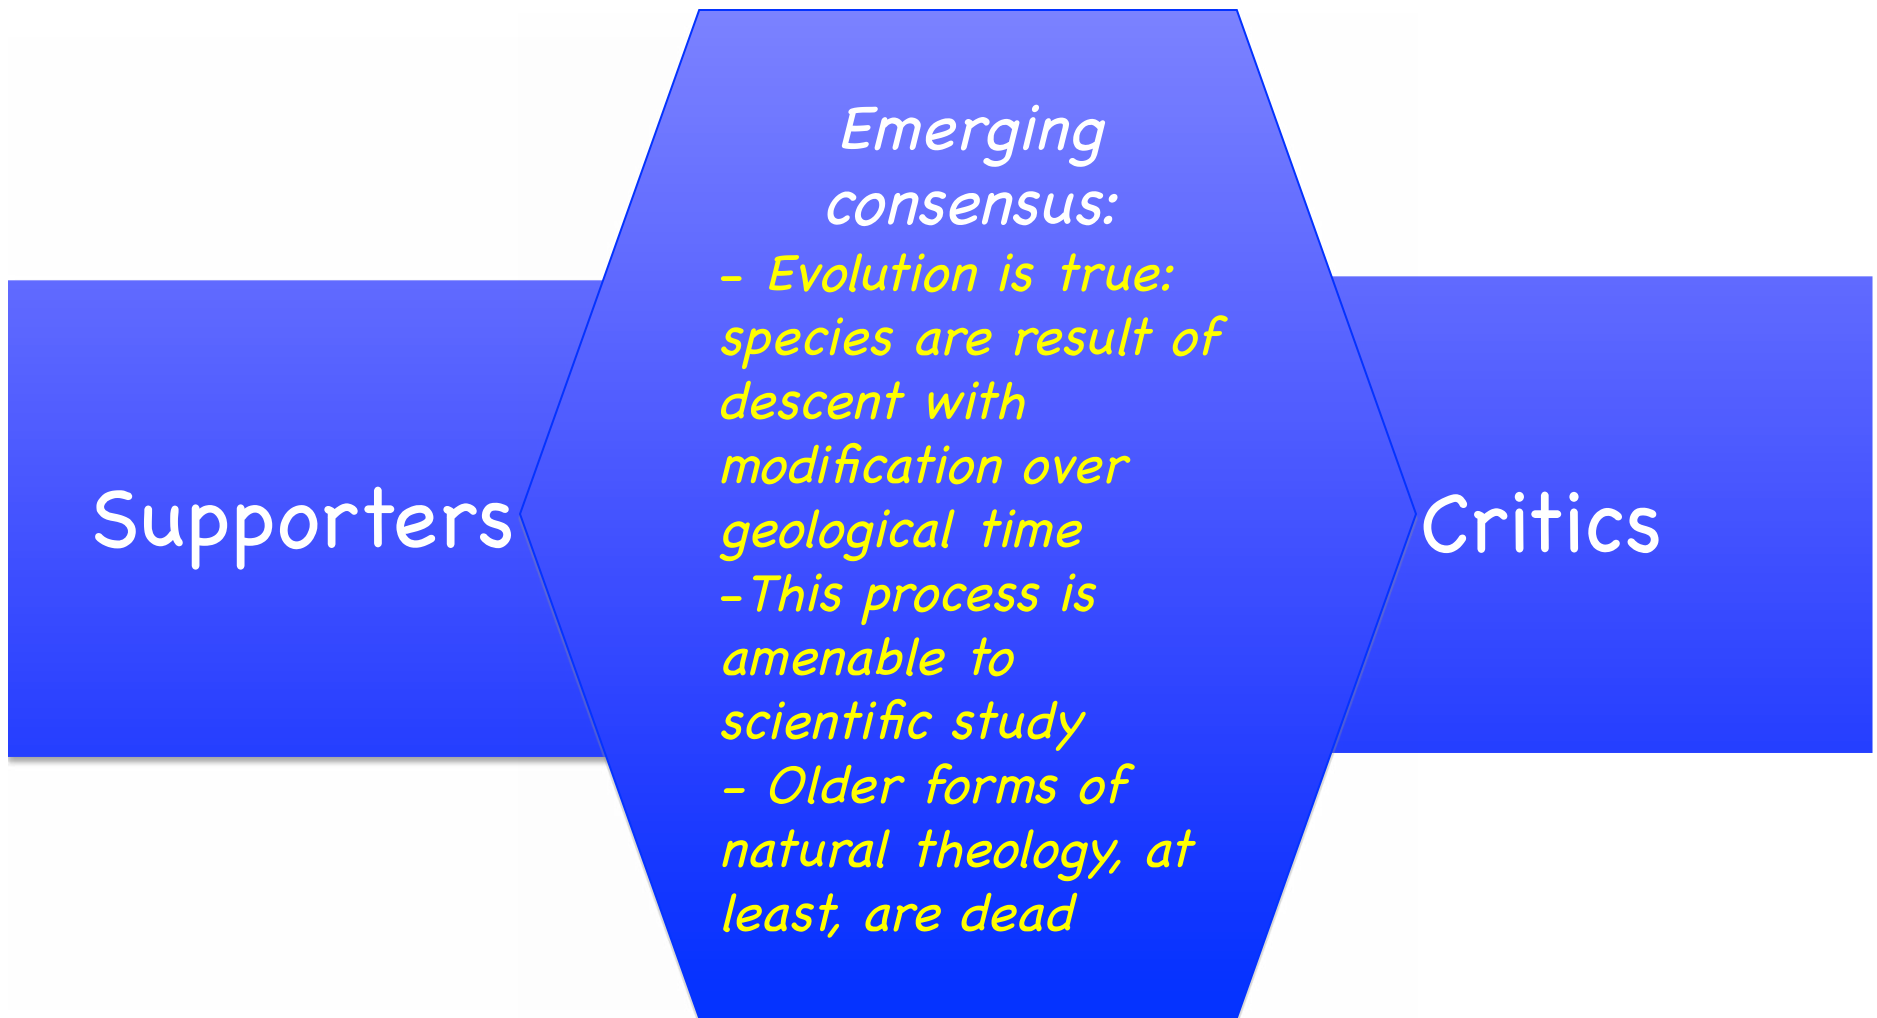 Emerging
consensus:
- Evolution is true:
species are result of
descent with
modification over
geological time
-This process is
amenable to
scientific study
- Older forms of
natural theology, at
least, are dead
Supporters
Critics